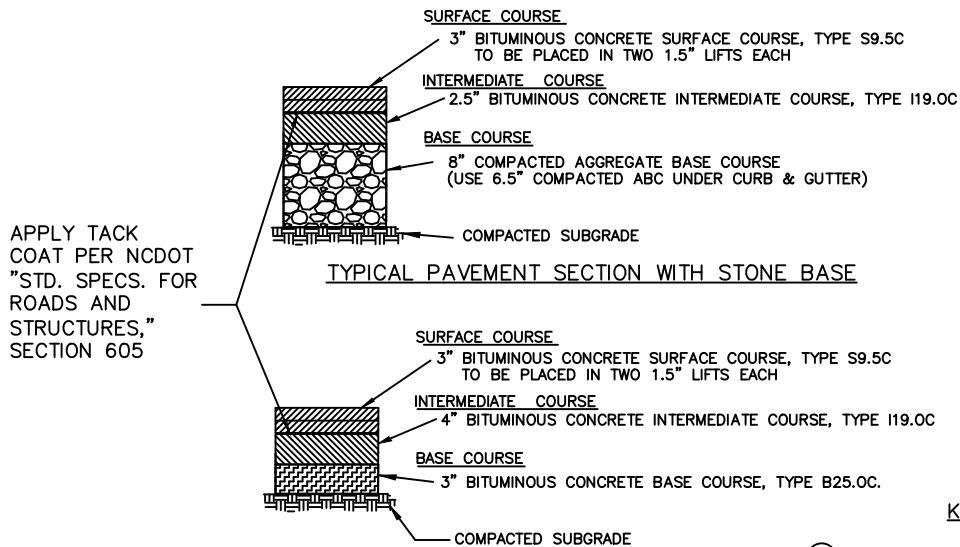 SURFACE COURSE
3" BITUMINOUS CONCRETE SURFACE COURSE, TYPE S9.5C
TO BE PLACED IN TWO 1.5" LIFTS EACH
INTERMEDIATE COURSE
2.5" BITUMINOUS CONCRETE INTERMEDIATE COURSE, TYPE I19.0C
BASE COURSE
8" COMPACTED AGGREGATE BASE COURSE
(USE 6.5" COMPACTED ABC UNDER CURB & GUTTER)
COMPACTED SUBGRADE
TYPICAL PAVEMENT SECTION WITH STONE BASE
APPLY TACK
COAT PER NCDOT
"STD. SPECS. FOR
ROADS AND
STRUCTURES,"
SECTION 605
SURFACE COURSE
3" BITUMINOUS CONCRETE SURFACE COURSE, TYPE S9.5C
TO BE PLACED IN TWO 1.5" LIFTS EACH
INTERMEDIATE COURSE
4" BITUMINOUS CONCRETE INTERMEDIATE COURSE, TYPE I19.0C
BASE COURSE
3" BITUMINOUS CONCRETE BASE COURSE, TYPE B25.0C.
COMPACTED SUBGRADE
K